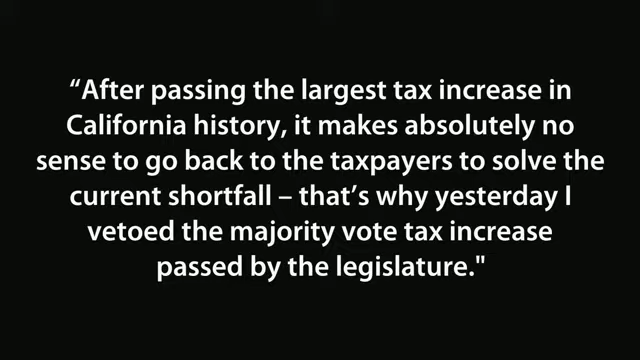 “After passing the largest tax increase in
California history, it makes absolutely no
sense to go back to the taxpayers to solve the
current shortfall – that’s why yesterday I
vetoed the majority vote tax increase
passed by the legislature."